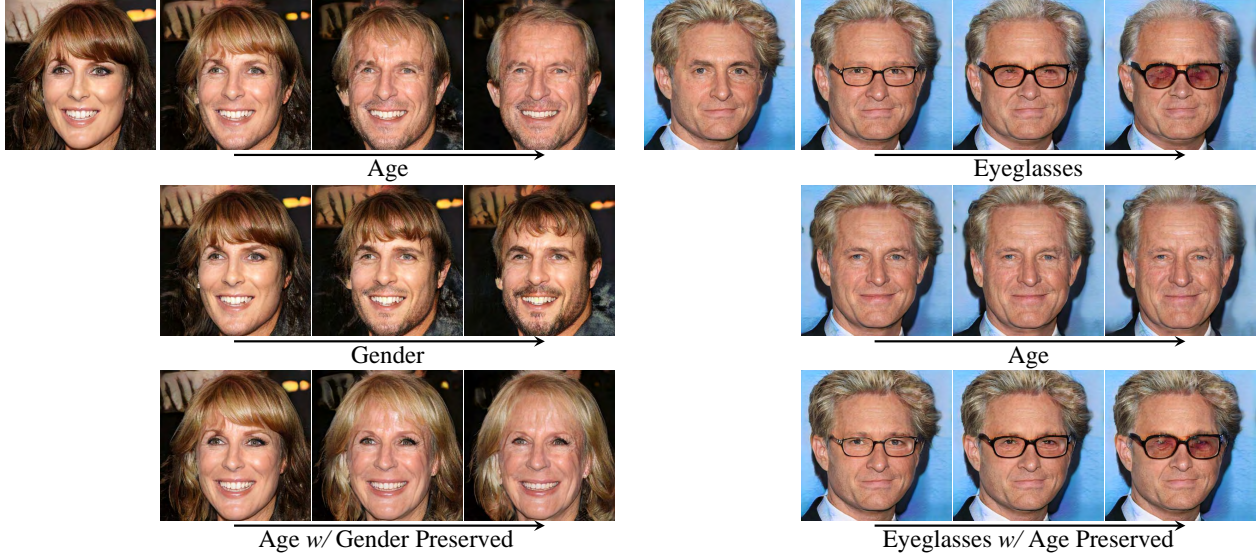 Age
Eyeglasses
Gender
Age
Age w/ Gender Preserved
Eyeglasses w/ Age Preserved